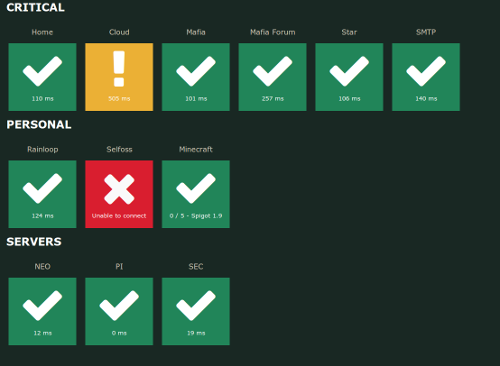 CRITICAL
Home Cloud Mafia Mafia Forum Star SMTP
110 ms 505 ms 101 ms 257 ms 106 ms 140 ms
PERSONAL
Rainloop Selfoss Minecraft
124 ms Unable to connect 0 / 5 - Spigot 1.9
SERVERS
NEO PI SEC
12 ms 0 ms 19 ms